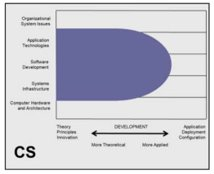 Organizational
System Issues
Application
Technologies
Software
Development
Systems
Infrastructure
Computer Hardware
and Architecture
Theory
Principles
Innovation
DEVELOPMENT
Application
Deployment
Configuration
More Theoretical
More Applied
CS